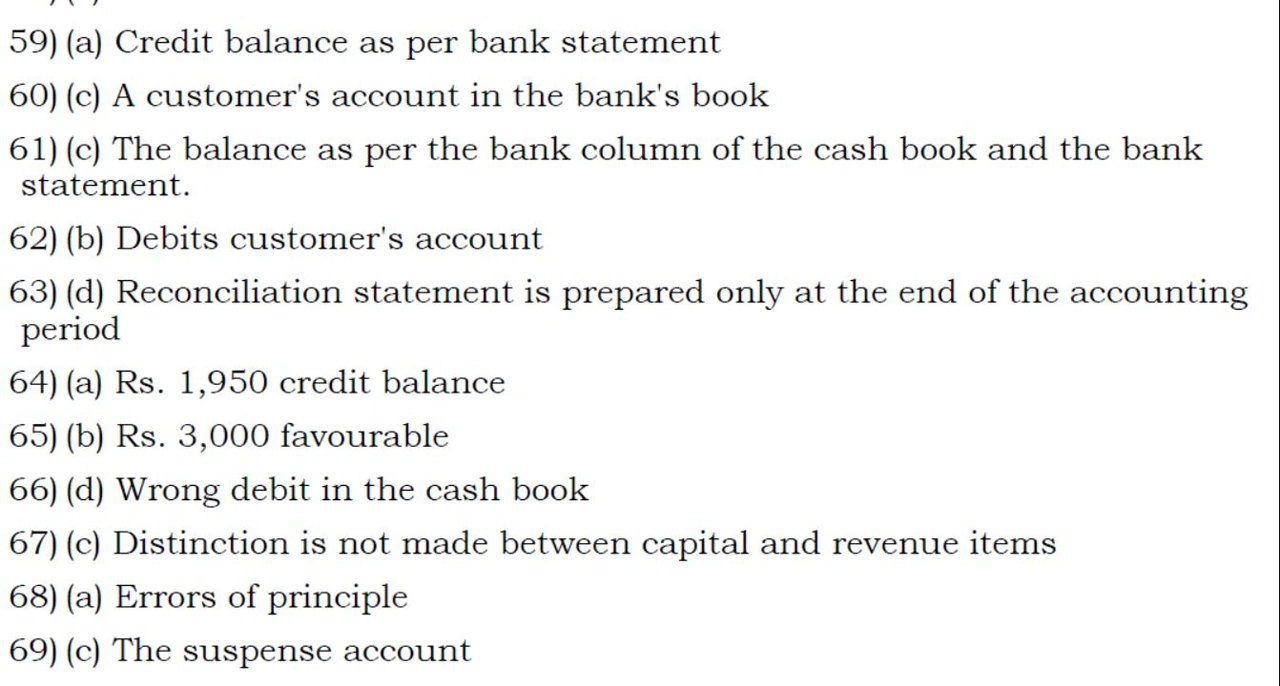 59) (a) Credit balance as per bank statement
60) (c) A customer's account in the bank's book
61) (c) The balance as per the bank column of the cash book and the bank
statement.
62) (b) Debits customer's account
63) (d) Reconciliation statement is prepared only at the end of the accounting
period
64) (a) Rs. 1,950 credit balance
65) (b) Rs. 3,000 favourable
66) (d) Wrong debit in the cash book
67) (c) Distinction is not made between capital and revenue items
68) (a) Errors of principle
69) (c) The suspense account